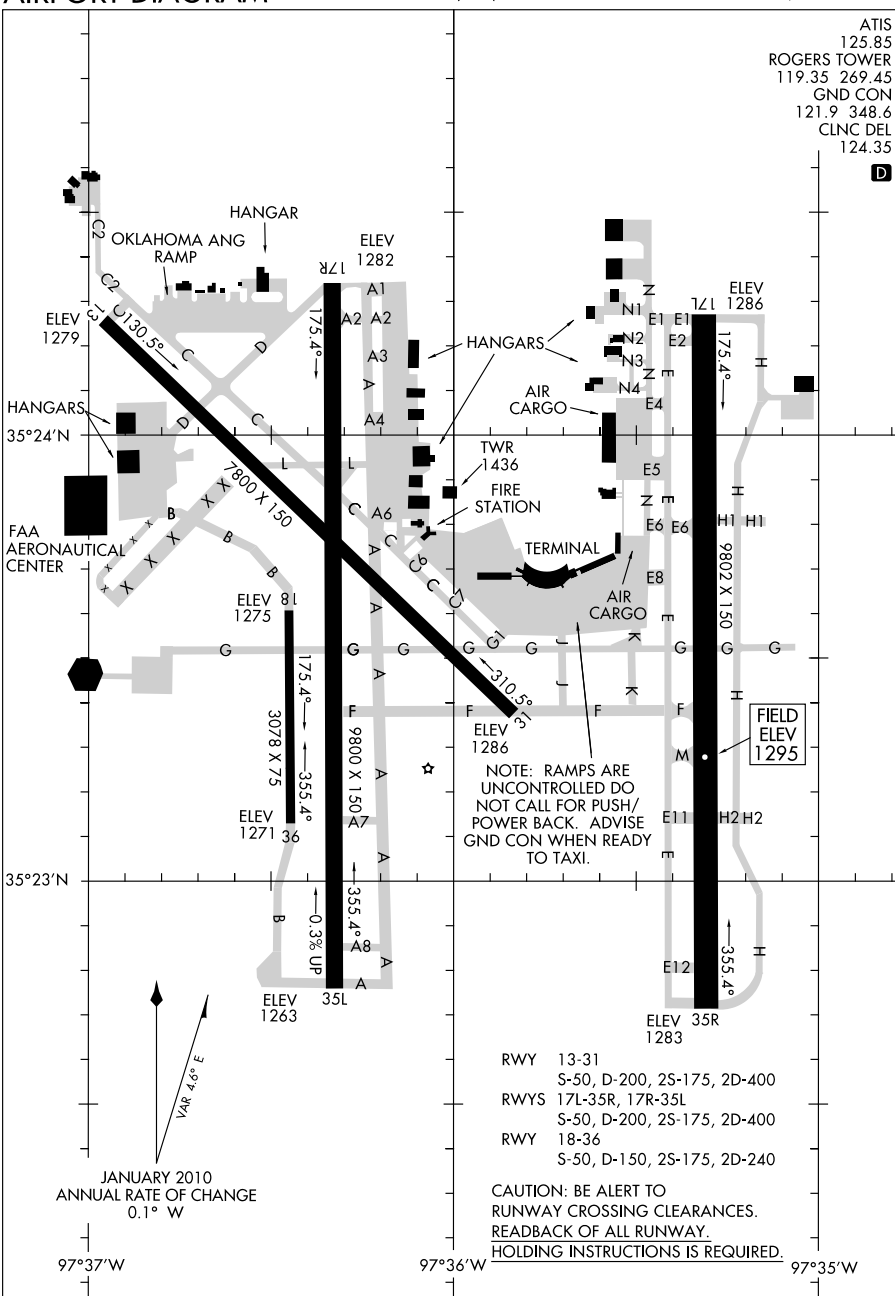 AIRPORT DIAGRAM
ATIS
125.85
ROGERS TOWER
119.35 269.45
GND CON
121.9 348.6
CLNC DEL
124.35
D
HANGAR
OKLAHOMA ANG
RAMP
C2
C2
ELEV
1282
17R
A1
A2 A2
A3
A
A4
175.4°
ELEV
1279
13
C
130.5°
C
D
C
D
HANGARS
35°24'N
7800 X 150
L
L
C
A6
HANGARS
N
N1
N2
N3
N
N4
AIR
CARGO
E1 E1
E2
E
E4
E5
17L
ELEV
1286
175.4°
H
TWR
1436
FIRE
STATION
FAA
AERONAUTICAL
CENTER
X X X X X X
x x x x
B
B
B
A
C
C6
C
C7
TERMINAL
AIR
CARGO
N
E
E6 E6
E8
E
H
H1 H1
9802 X 150
ELEV
1275
18
A
G1
G
G
G
G
G
G
G
G
G
J
J
K
K
175.4°
3078 X 75
355.4°
ELEV
1271
36
A
F
F
F
F
310.5°
31
ELEV
1286
9800 X 150
A
A7
A
H
M
FIELD
ELEV
1295
NOTE: RAMPS ARE
UNCONTROLLED DO
NOT CALL FOR PUSH/
POWER BACK. ADVISE
GND CON WHEN READY
TO TAXI.
E11
H2 H2
E
35°23'N
B
0.3% UP
355.4°
A8
A
A
ELEV
1263
35L
E12
355.4°
H
ELEV
1283
35R
VAR 4.6° E
JANUARY 2010
ANNUAL RATE OF CHANGE
0.1° W
RWY 13-31
S-50, D-200, 2S-175, 2D-400
RWYS 17L-35R, 17R-35L
S-50, D-200, 2S-175, 2D-400
RWY 18-36
S-50, D-150, 2S-175, 2D-240
CAUTION: BE ALERT TO
RUNWAY CROSSING CLEARANCES.
READBACK OF ALL RUNWAY.
HOLDING INSTRUCTIONS IS REQUIRED.
97°37'W
97°36'W
97°35'W